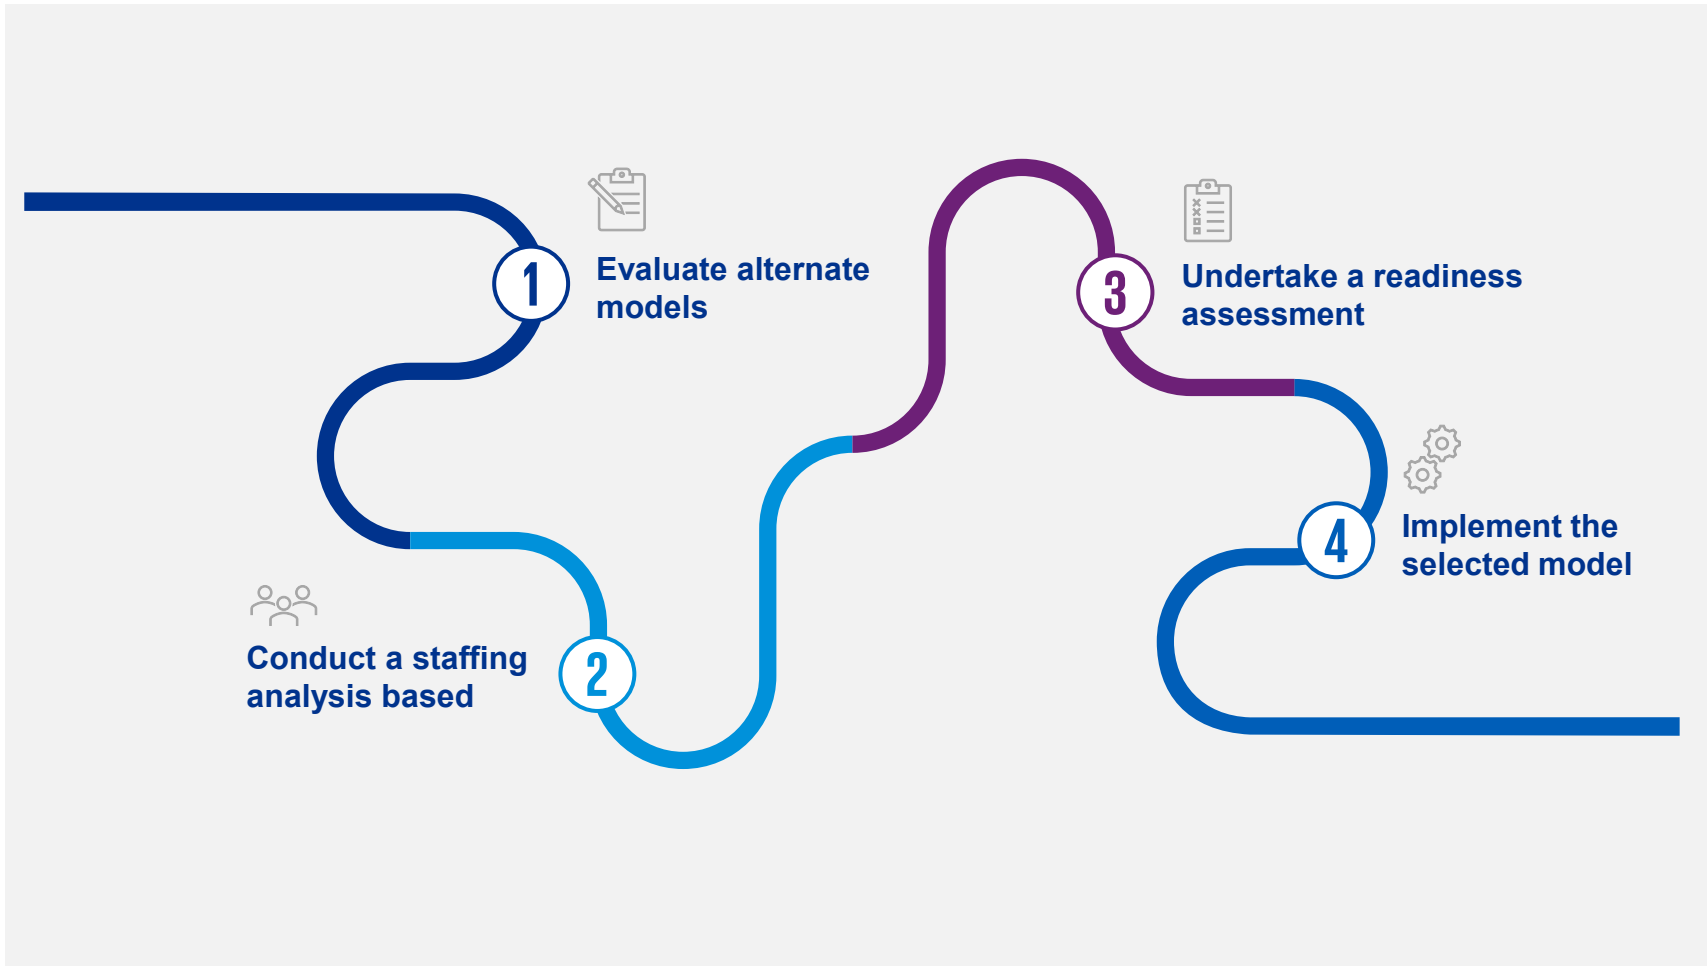 1
Evaluate alternate
models
2
Conduct a staffing
analysis based
3
Undertake a readiness
assessment
4
Implement the
selected model